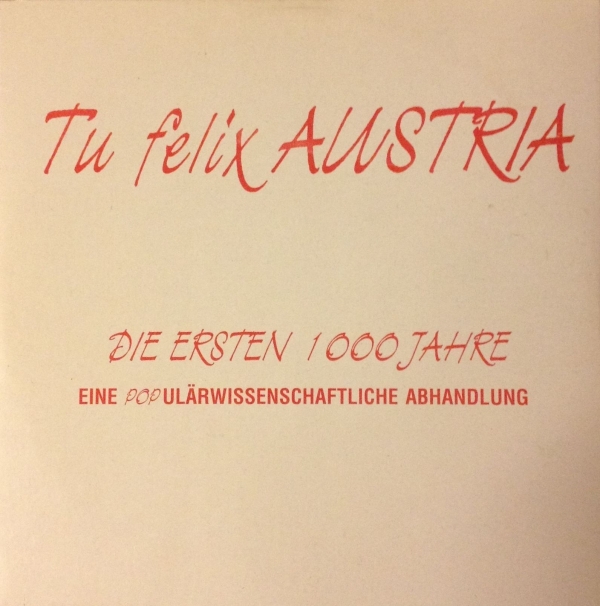 Tu felix AUSTRIA
DIE ERSTEN 1000 JAHRE
EINE POPULÄRWISSENSCHAFTLICHE ABHANDLUNG